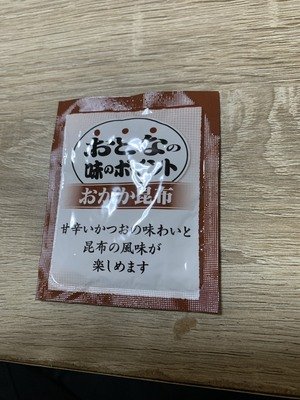 おとなの
味のポイント
おかか昆布
甘辛いかつおの味わいと
昆布の風味が
楽しめます